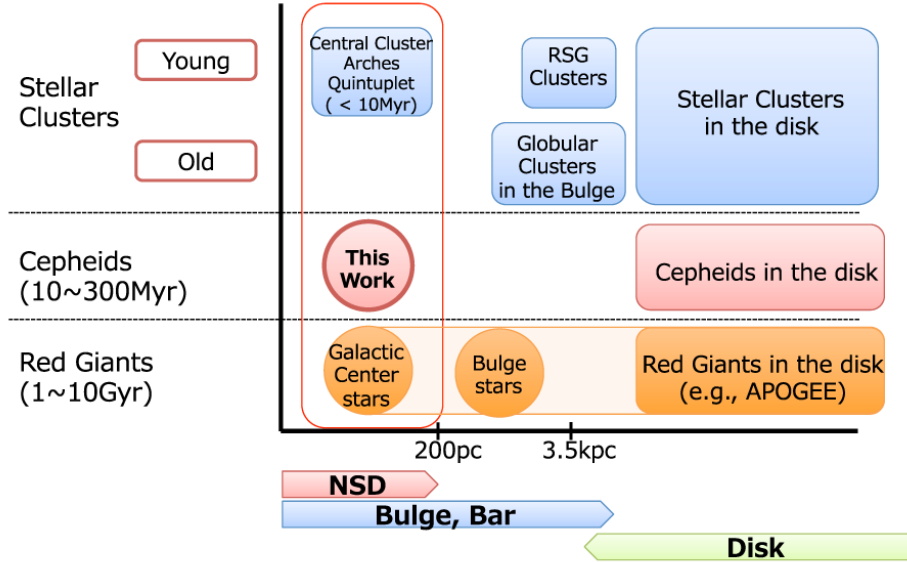 Stellar
Clusters
Young
Old
Central Cluster
Arches
Quintuplet
( < 10Myr)
RSG
Clusters
Globular
Clusters
in the Bulge
Stellar Clusters
in the disk
Cepheids
(10~300Myr)
This
Work
Cepheids in the disk
Red Giants
(1~10Gyr)
Galactic
Center
stars
Bulge
stars
Red Giants in the disk
(e.g., APOGEE)
200pc
3.5kpc
NSD
Bulge, Bar
Disk